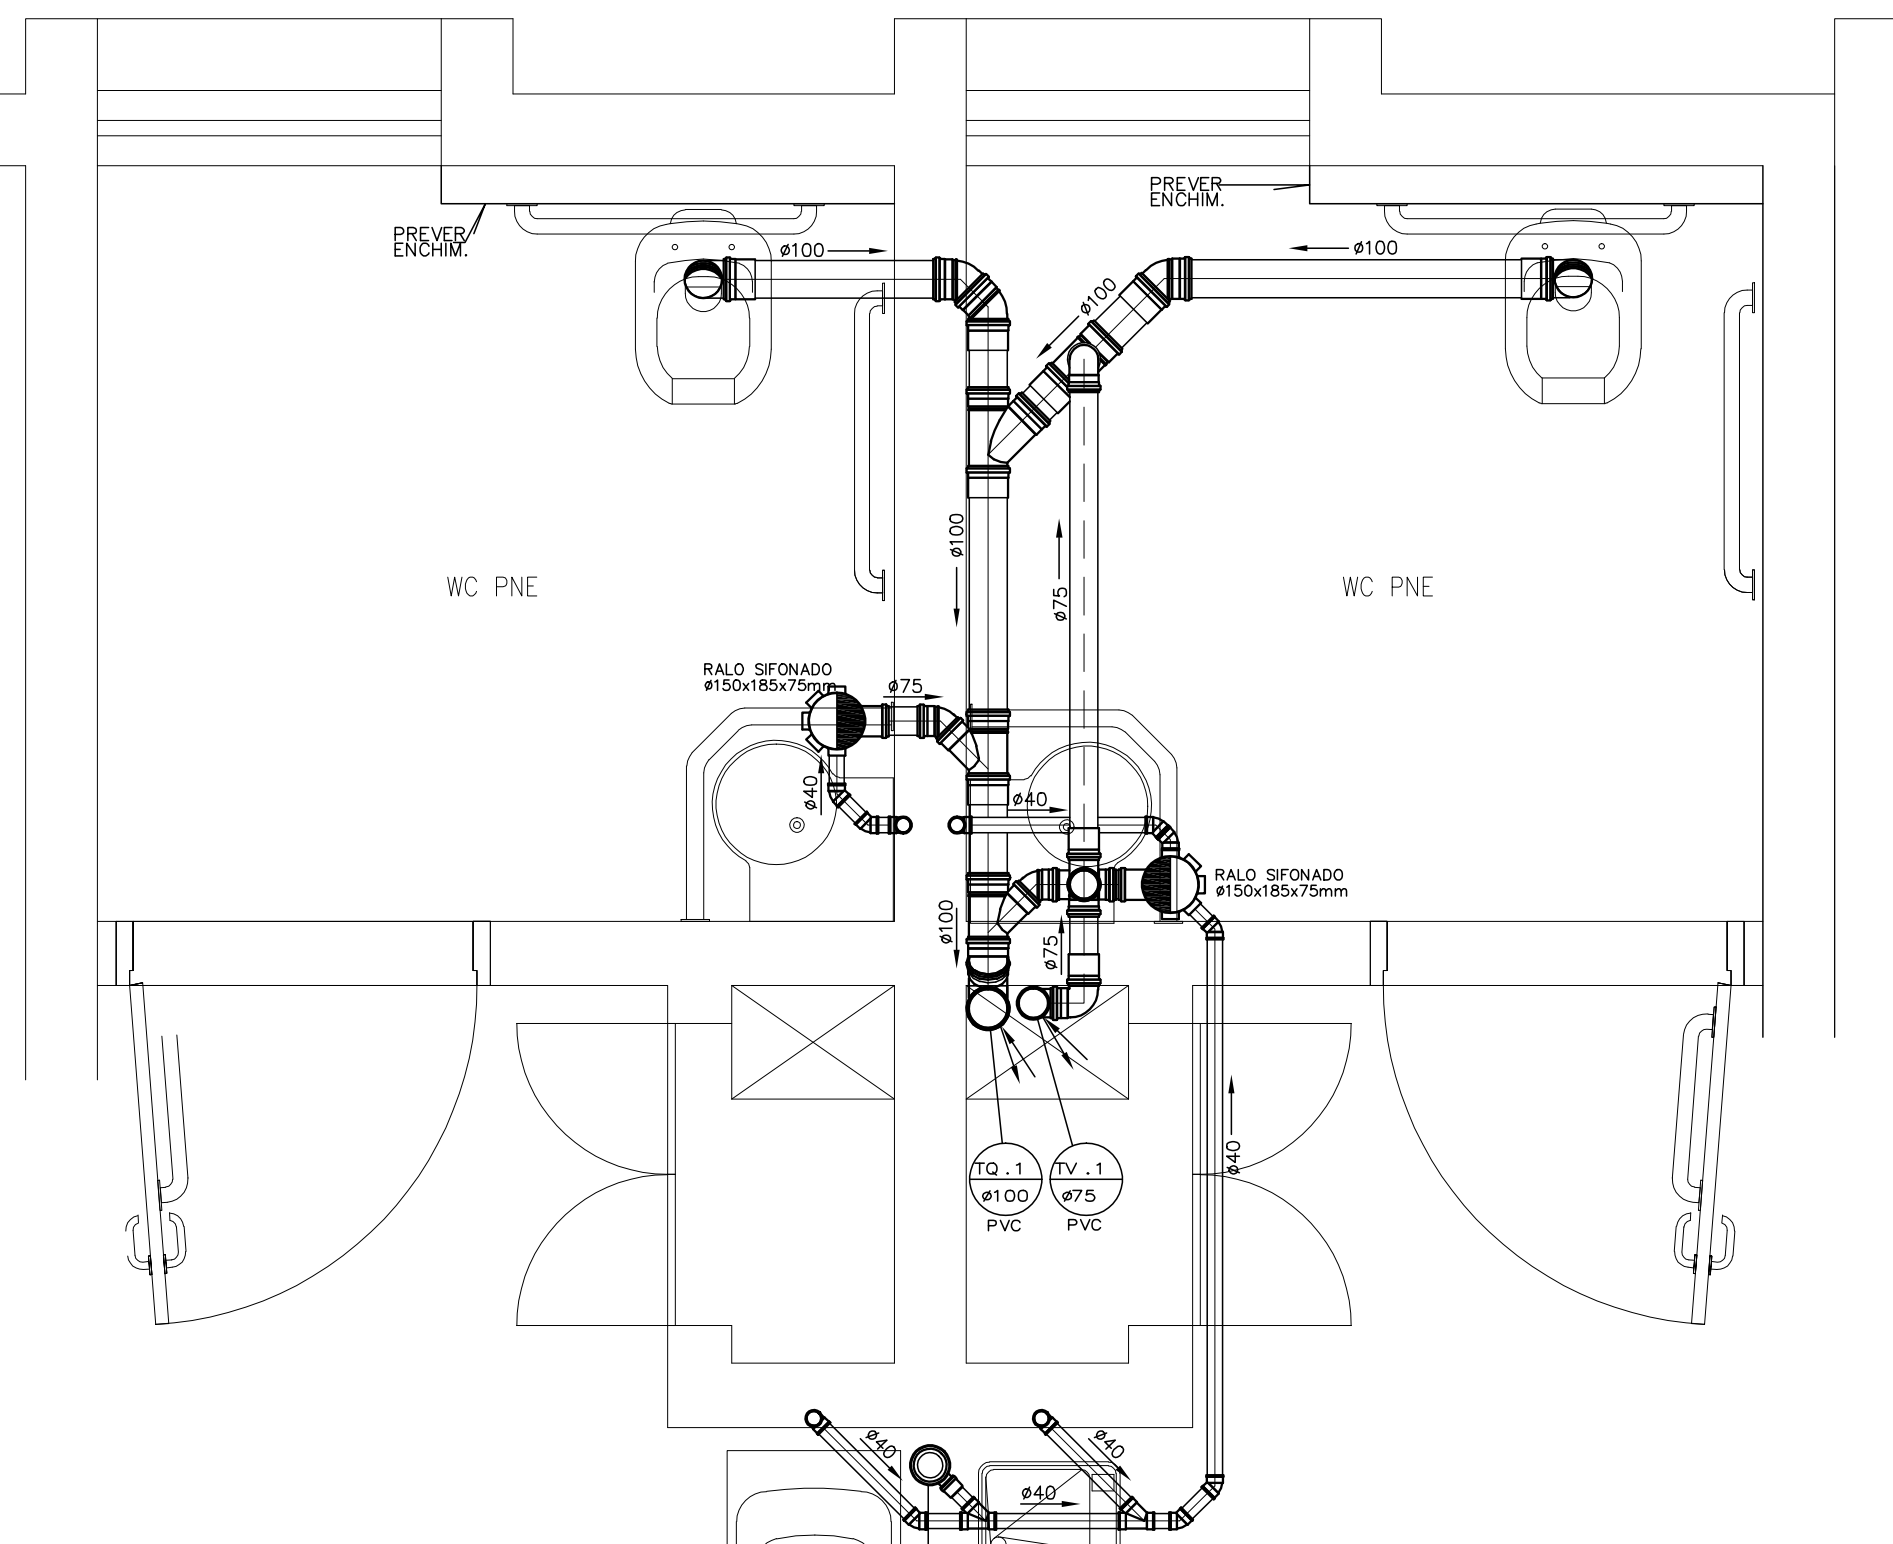 PREVER
ENCHIM.
PREVER
ENCHIM.
ø100
ø100
ø100
ø100
ø75
WC PNE
WC PNE
RALO SIFONADO
ø150x185x75mm
ø75
ø40
ø40
RALO SIFONADO
ø150x185x75mm
ø100
ø75
TQ .1
ø100
PVC
TV .1
ø75
PVC
ø40
ø40
ø40
ø40